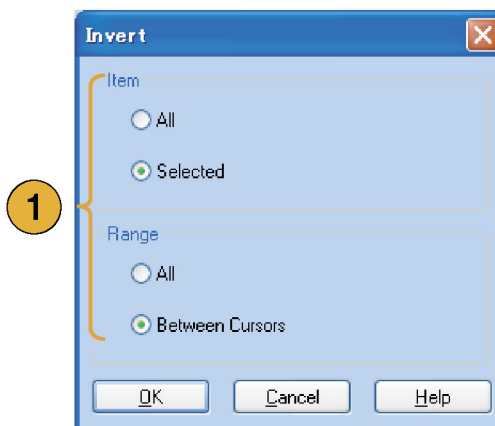 Invert
Item
All
Selected
1
Range
All
Between Cursors
OK Cancel Help